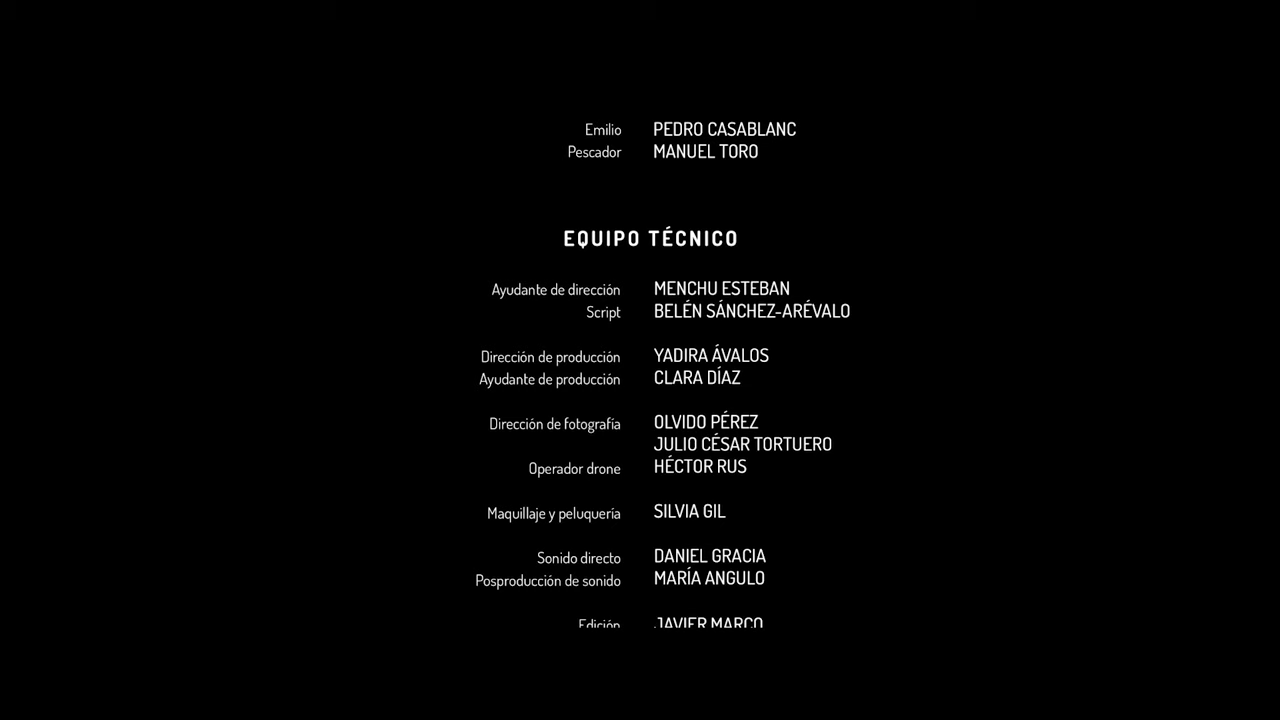 Emilio PEDRO CASABLANC
Pescador MANUEL TORO
EQUIPO TÉCNICO
Ayudante de dirección MENCHU ESTEBAN
Script BELÉN SÁNCHEZ-ARÉVALO
Dirección de producción YADIRA ÁVALOS
Ayudante de producción CLARA DÍAZ
Dirección de fotografía OLVIDO PÉREZ
JULIO CÉSAR TORTUERO
Operador drone HÉCTOR RUS
Maquillaje y peluquería SILVIA GIL
Sonido directo DANIEL GRACIA
Posproducción de sonido MARÍA ANGULO
Edición JAVIER MARCO